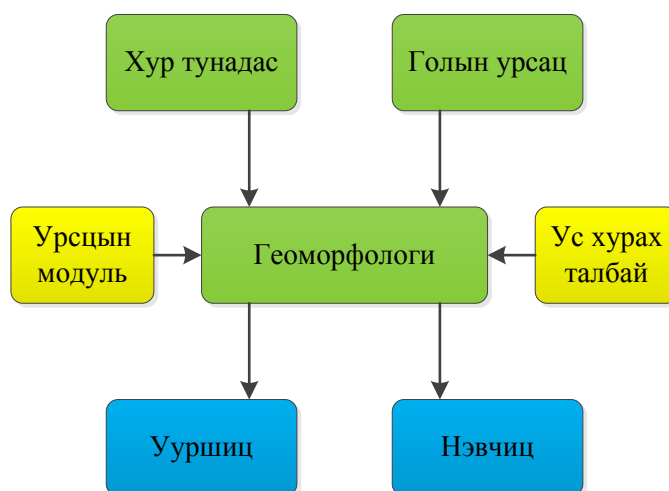 Хур тунадас
Голын урсац
Урсцын
модуль
Геоморфологи
Ус хурах
талбай
Ууршиц
Нэвчиц